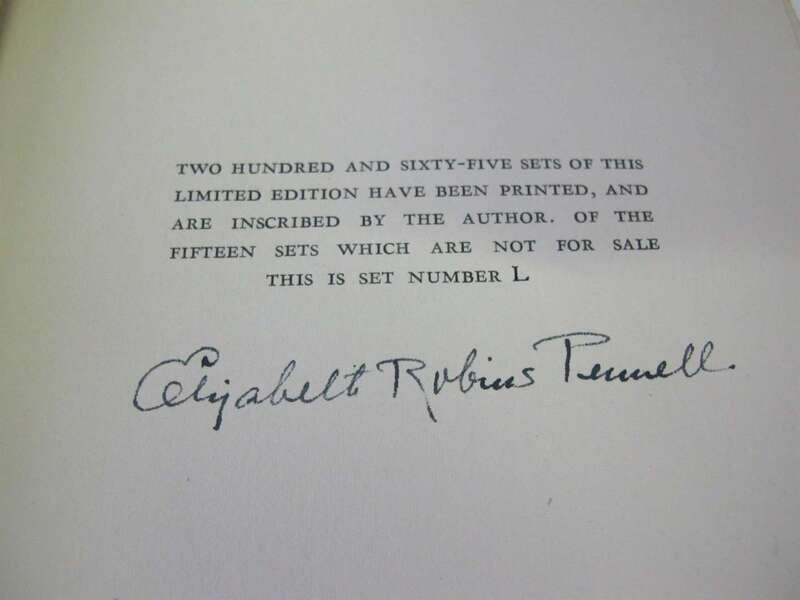 TWO HUNDRED AND SIXTY-FIVE SETS OF THIS
LIMITED EDITION HAVE BEEN PRINTED, AND
ARE INSCRIBED BY THE AUTHOR. OF THE
FIFTEEN SETS WHICH ARE NOT FOR SALE
THIS IS SET NUMBER L
Elizabeth Robins Pennell.